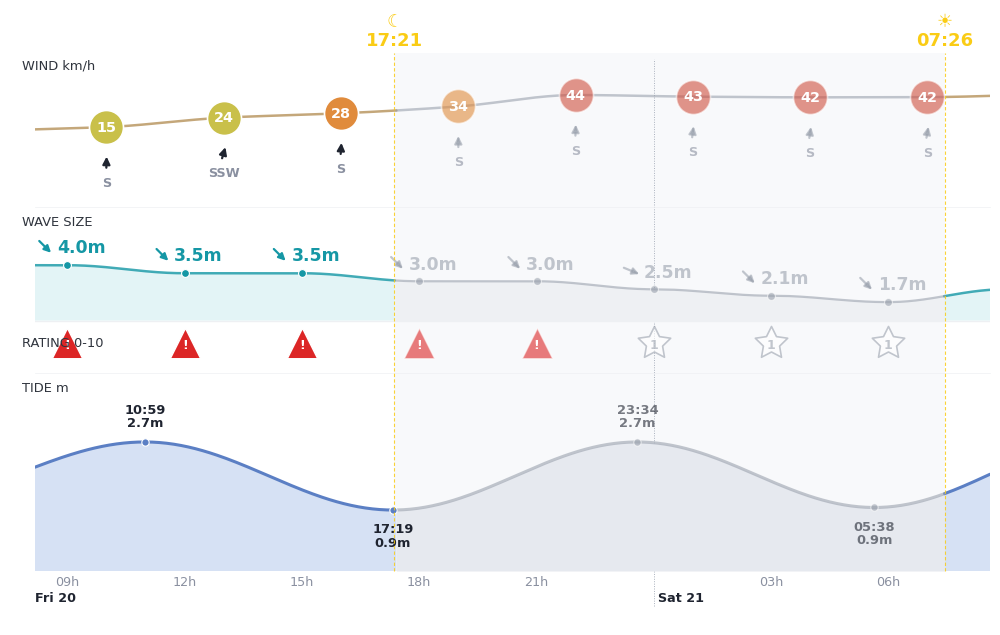 17:21
07:26
WIND km/h
15
24
28
34
44
43
42
42
S
SSW
S
S
S
S
S
S
WAVE SIZE
4.0m
3.5m
3.5m
3.0m
3.0m
2.5m
2.1m
1.7m
RATING 0-10
!
!
!
!
!
1
1
1
TIDE m
10:59
2.7m
23:34
2.7m
17:19
0.9m
05:38
0.9m
09h
12h
15h
18h
21h
03h
06h
Fri 20
Sat 21